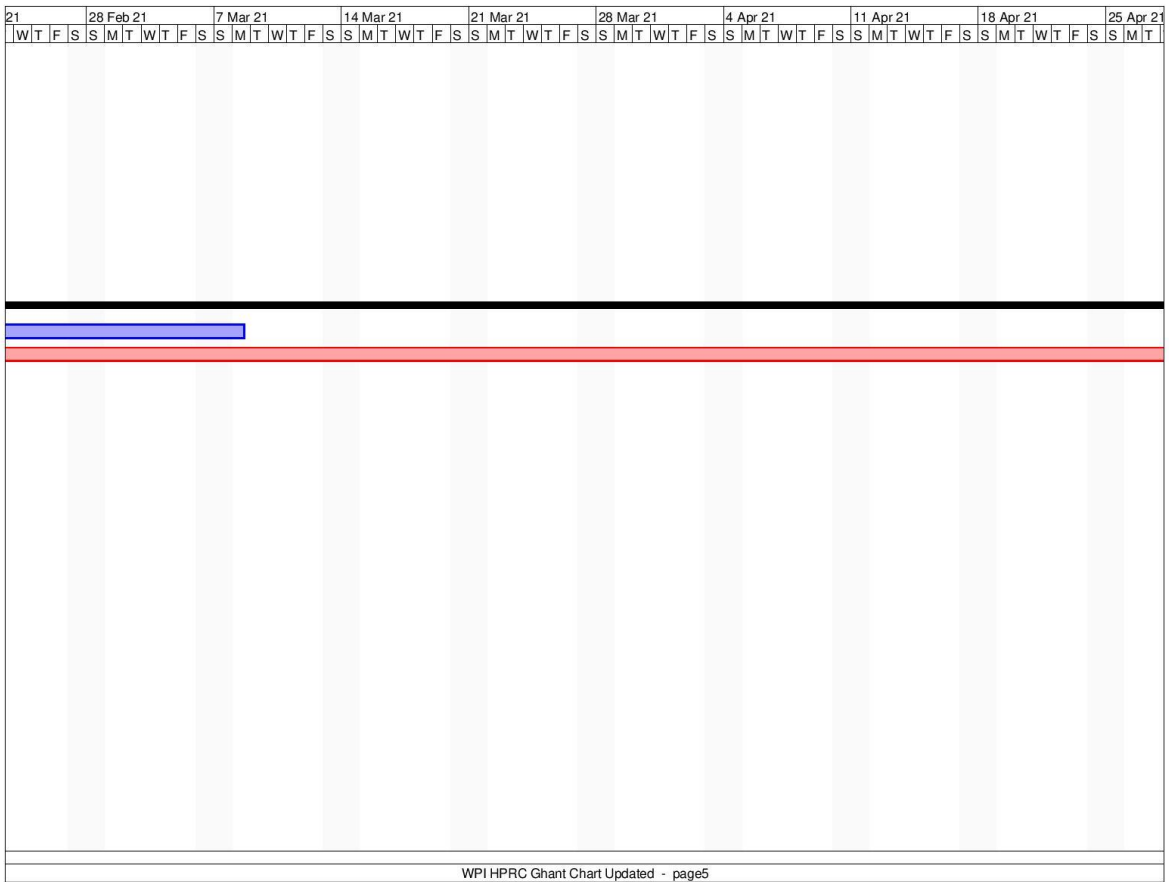 21 28 Feb 21 7 Mar 21 14 Mar 21 21 Mar 21 28 Mar 21 4 Apr 21 11 Apr 21 18 Apr 21 25 Apr 21
W T F S S M T W T F S S M T W T F S S M T W T F S S M T W T F S S M T W T F S S M T W T F S S M T W T F S S M T W T F S S M T
WPI HPRC Ghant Chart Updated - page5